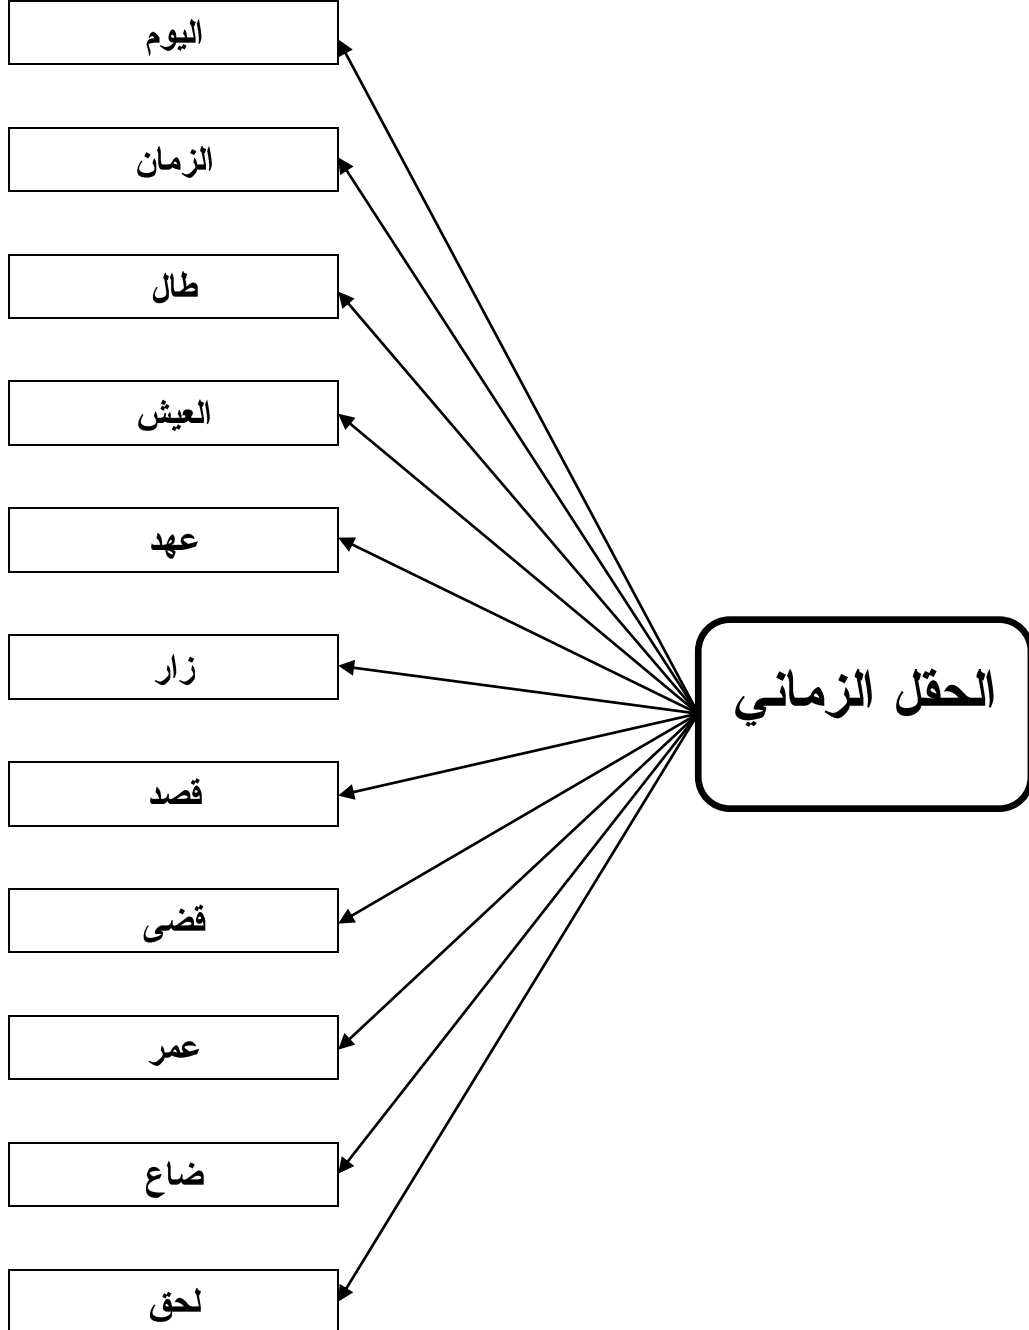 الحقل الزماني
اليوم
الزمان
طال
العيش
عهد
زار
قصد
قضى
عمر
ضاع
لحق